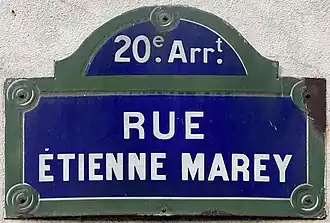 20e. Arrt.
RUE
ÉTIENNE MAREY